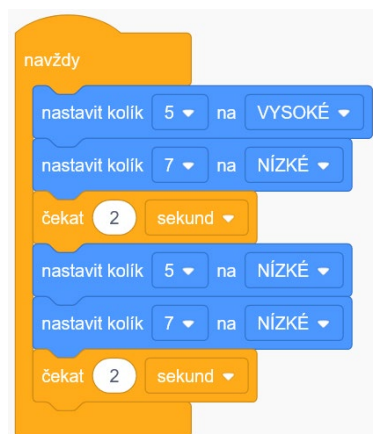 navždy
nastavit kolík 5 na VYSOKÉ
nastavit kolík 7 na NÍZKÉ
čekat 2 sekund
nastavit kolík 5 na NÍZKÉ
nastavit kolík 7 na NÍZKÉ
čekat 2 sekund